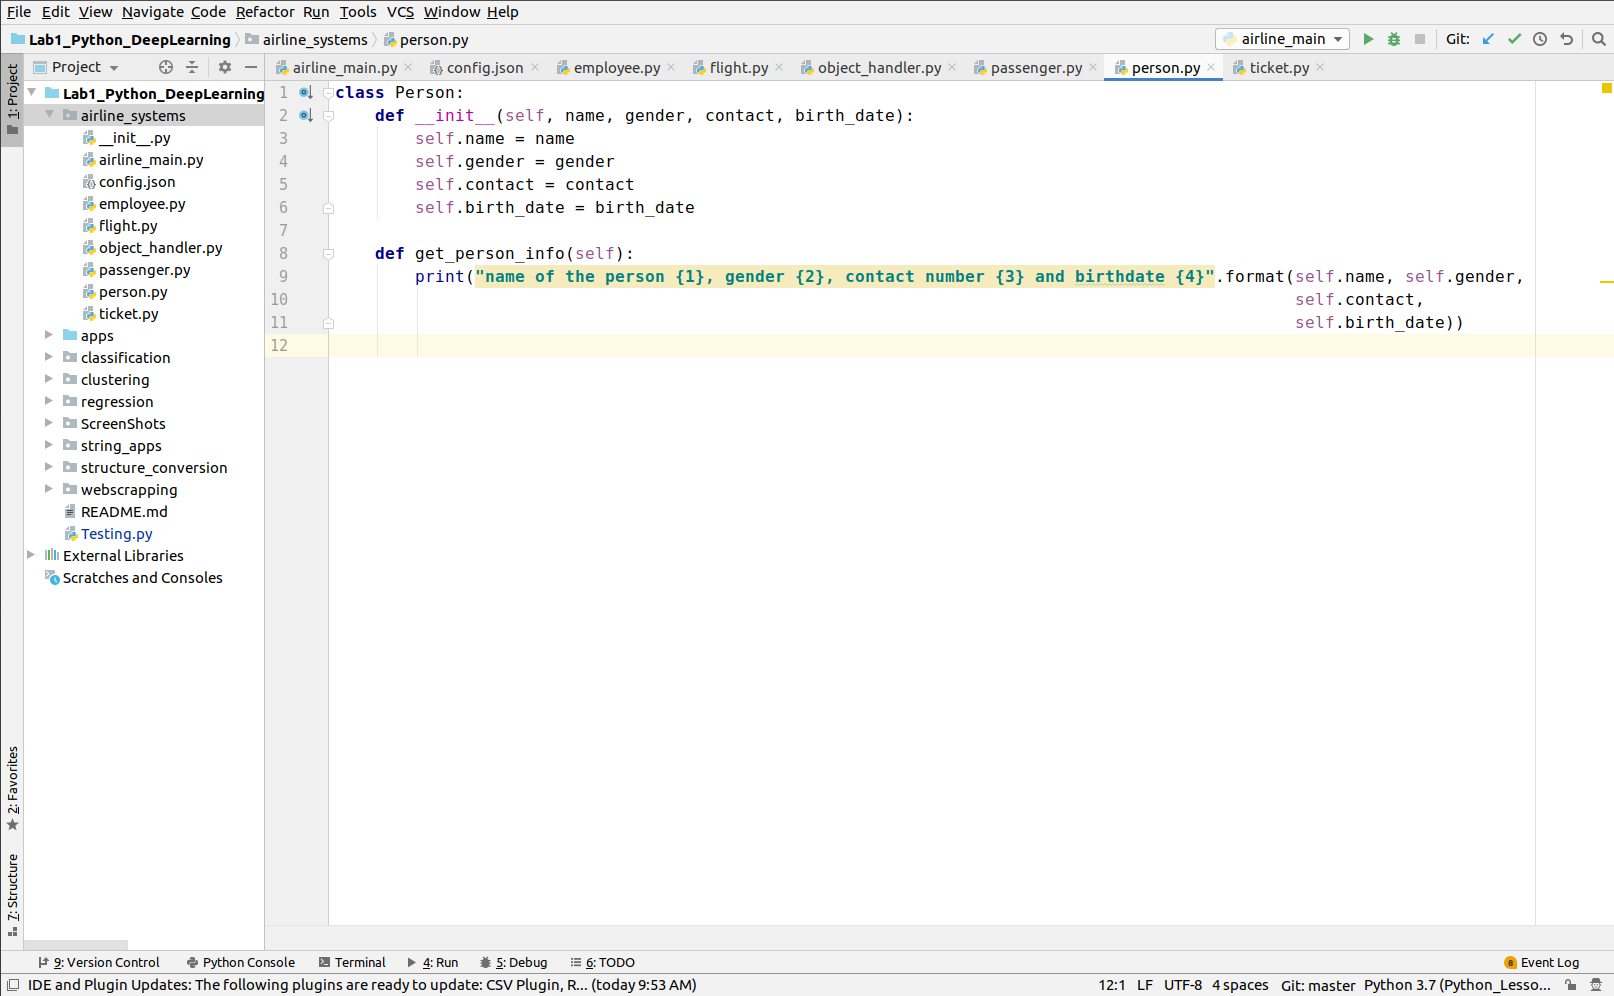 File Edit View Navigate Code Refactor Run Tools VCS Window Help
Lab1_Python_DeepLearning airline_systems person.py airline_main Git:
1: Project
Project
airline_main.py config.json employee.py flight.py object_handler.py passenger.py person.py ticket.py
Lab1_Python_DeepLearning
airline_systems
__init__.py
airline_main.py
config.json
employee.py
flight.py
object_handler.py
passenger.py
person.py
ticket.py
apps
classification
clustering
regression
ScreenShots
string_apps
structure_conversion
webscrapping
README.md
Testing.py
External Libraries
Scratches and Consoles
1 class Person:
2     def __init__(self, name, gender, contact, birth_date):
3         self.name = name
4         self.gender = gender
5         self.contact = contact
6         self.birth_date = birth_date
7
8     def get_person_info(self):
9         print("name of the person {1}, gender {2}, contact number {3} and birthdate {4}".format(self.name, self.gender,
10 self.contact,
11 self.birth_date))
12
2: Favorites
7: Structure
9: Version Control Python Console Terminal 4: Run 5: Debug 6: TODO 8 Event Log
IDE and Plugin Updates: The following plugins are ready to update: CSV Plugin, R... (today 9:53 AM) 12:1 LF UTF-8 4 spaces Git: master Python 3.7 (Python_Lesso...